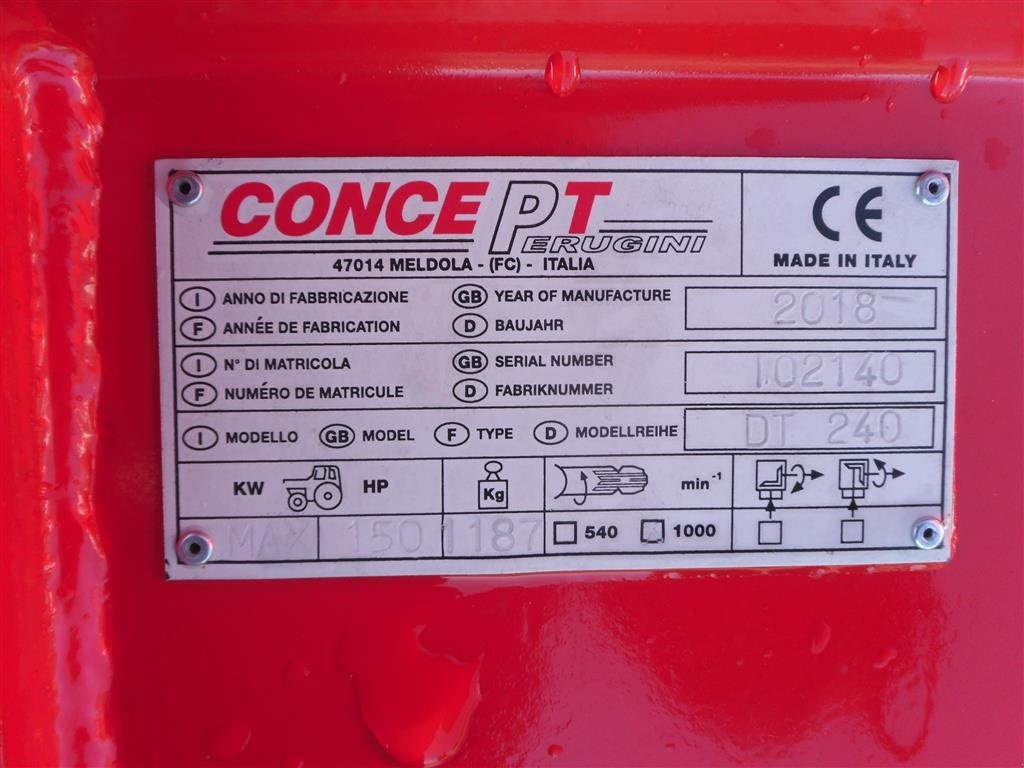 CONCEPT
PERUGINI
47014 MELDOLA - (FC) - ITALIA
CE
MADE IN ITALY
I ANNO DI FABBRICAZIONE GB YEAR OF MANUFACTURE
F ANNÉE DE FABRICATION D BAUJAHR
2018
I N° DI MATRICOLA GB SERIAL NUMBER
F NUMÉRO DE MATRICULE D FABRIKNUMMER
102140
I MODELLO GB MODEL F TYPE D MODELLREIHE DT 240
KW HP Kg min-1
MAX 150 1187 540 1000